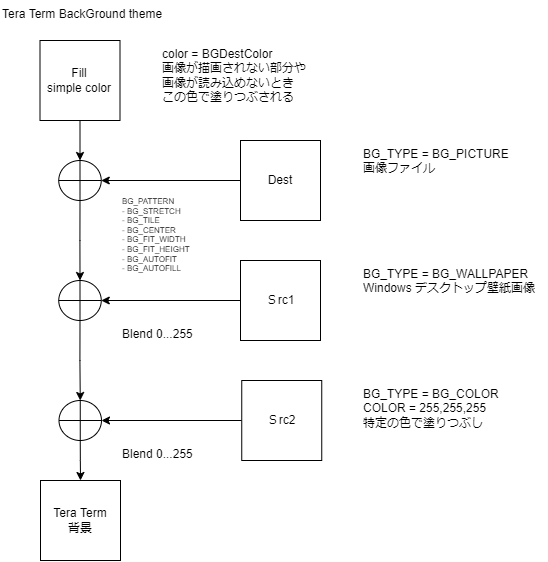 Tera Term BackGround theme
Fill
simple color
color = BGDestColor
画像が描画されない部分や
画像が読み込めないとき
この色で塗りつぶされる
Dest
BG_TYPE = BG_PICTURE
画像ファイル
BG_PATTERN
- BG_STRETCH
- BG_TILE
- BG_CENTER
- BG_FIT_WIDTH
- BG_FIT_HEIGHT
- BG_AUTOFIT
- BG_AUTOFILL
Ｓrc1
BG_TYPE = BG_WALLPAPER
Windows デスクトップ壁紙画像
Blend 0...255
Ｓrc2
BG_TYPE = BG_COLOR
COLOR = 255,255,255
特定の色で塗りつぶし
Blend 0...255
Tera Term
背景